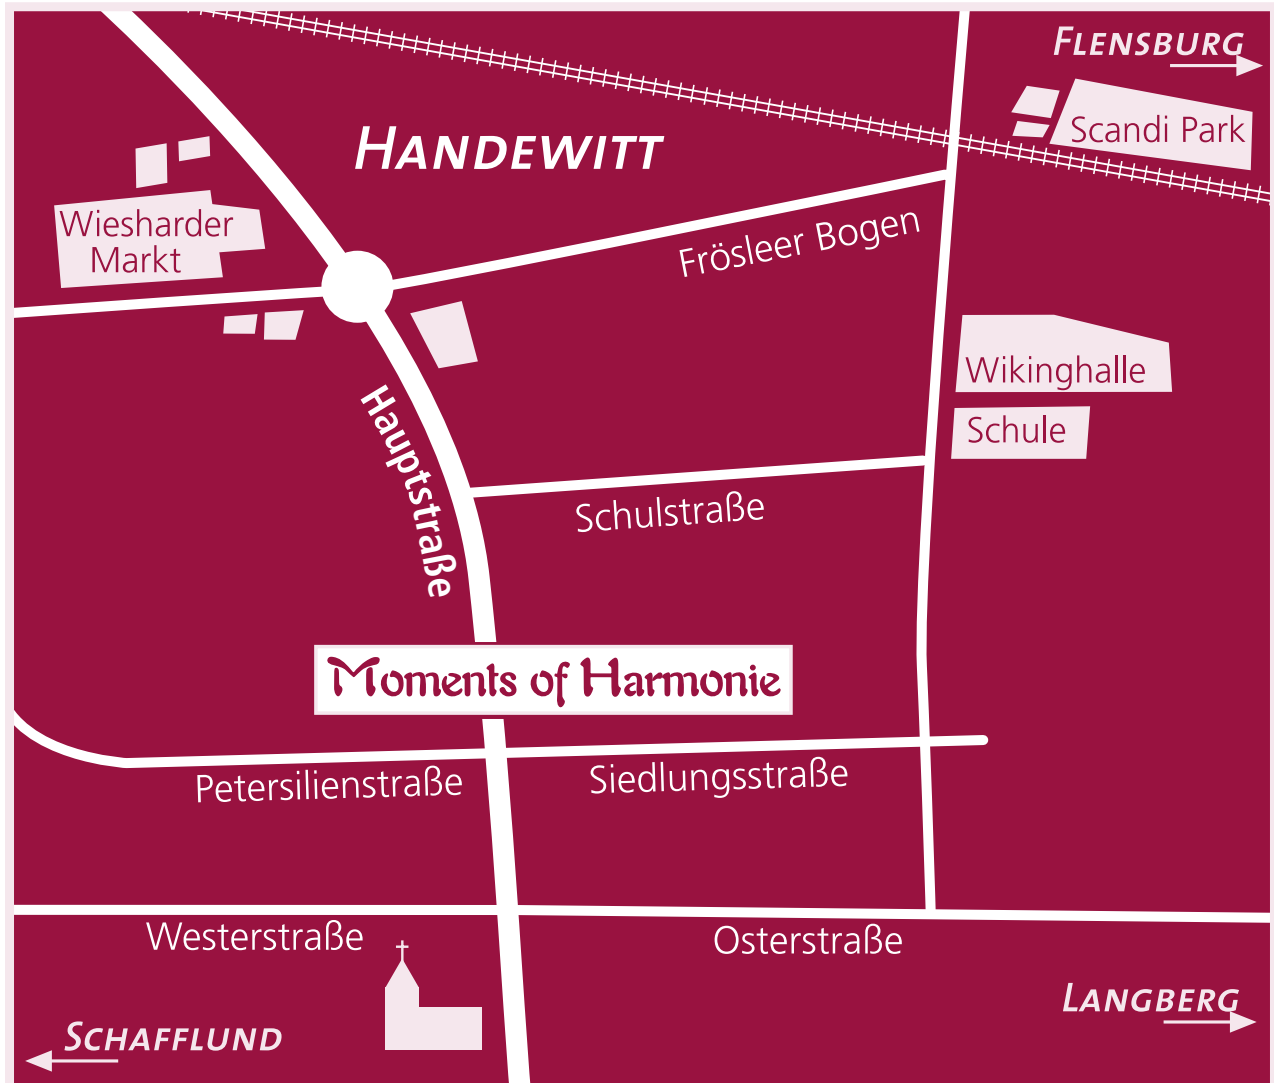 FLENSBURG
Scandi Park
HANDEWITT
Wiesharder
Markt
Frösleer Bogen
Wikinghalle
Schule
Hauptstraße
Schulstraße
Moments of Harmonie
Petersilienstraße
Siedlungsstraße
Westerstraße
Osterstraße
LANGBERG
SCHAFFLUND